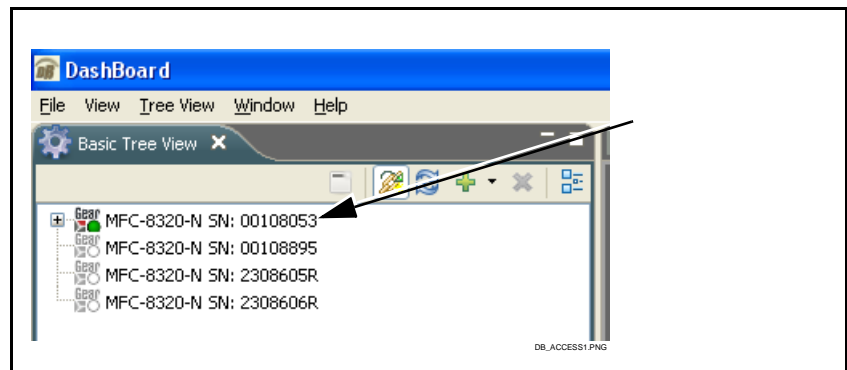 DashBoard
File View Tree View Window Help
Basic Tree View
Gear MFC-8320-N SN: 00108053
Gear MFC-8320-N SN: 00108895
Gear MFC-8320-N SN: 2308605R
Gear MFC-8320-N SN: 2308606R
DB_ACCESS1.PNG